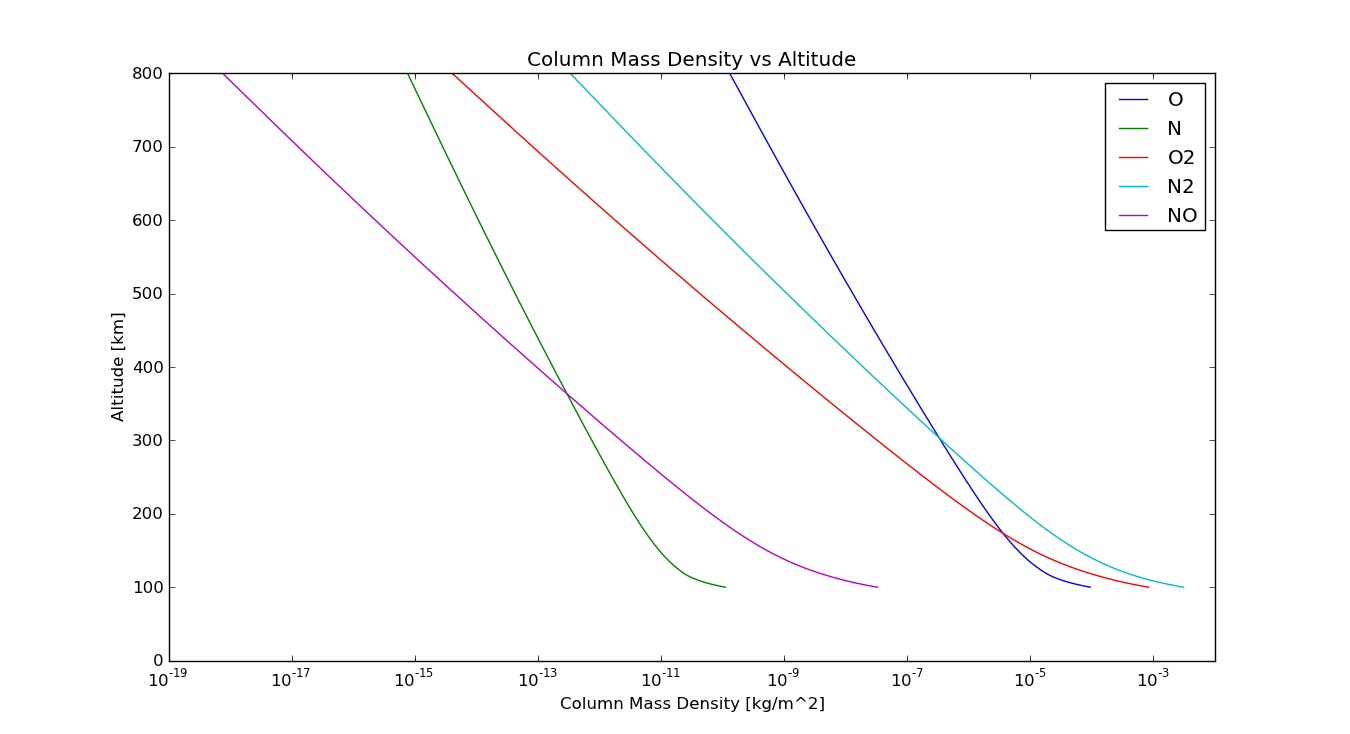 Column Mass Density vs Altitude
800
700
600
500
400
300
200
100
0
Altitude [km]
10^-19
10^-17
10^-15
10^-13
10^-11
10^-9
10^-7
10^-5
10^-3
Column Mass Density [kg/m^2]
O
N
O2
N2
NO